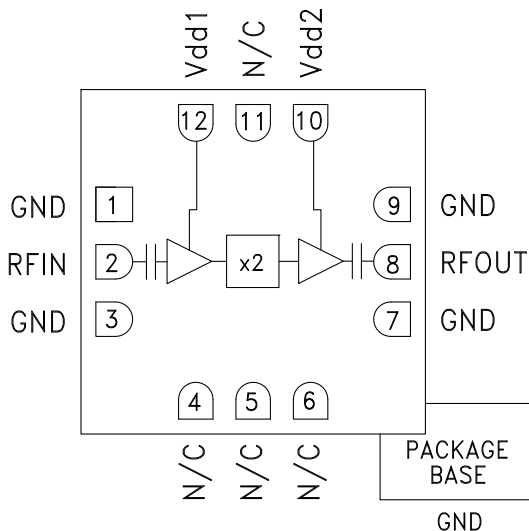 Vdd1 N/C Vdd2
12 11 10
GND 1 9 GND
RFIN 2 x2 8 RFOUT
GND 3 7 GND
4 5 6
N/C N/C N/C
PACKAGE
BASE
GND